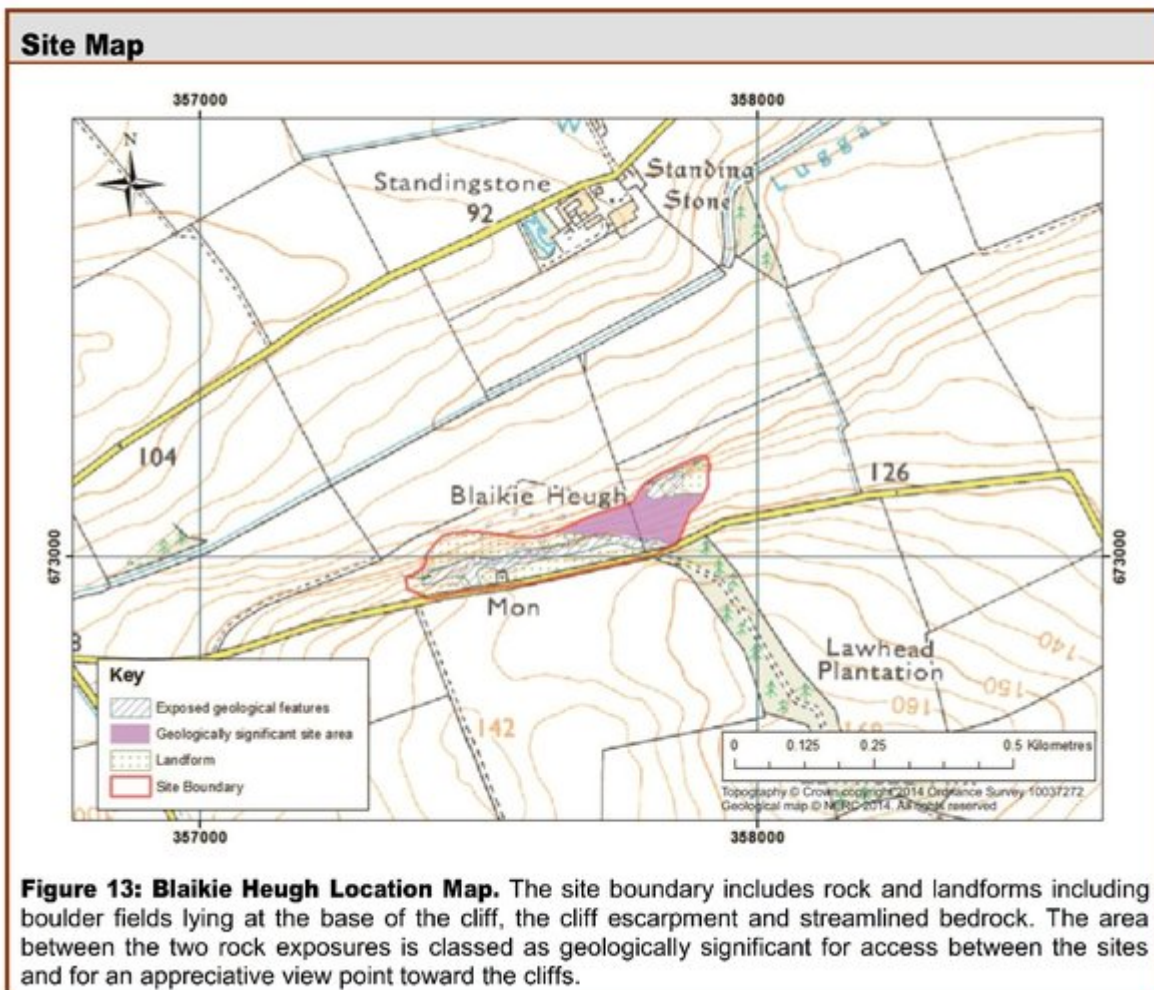 Site Map
357000
358000
N
W
Standingstone
92
Standing
Stone
Luggat
104
Blaikie Heugh
126
673000
673000
Mon
Lawhead
Plantation
140
150
160
142
Key
Exposed geological features
Geologically significant site area
Landform
Site Boundary
0 0.125 0.25 0.5 Kilometres
Topography © Crown copyright 2014 Ordnance Survey 10037272
Geological map © NERC 2014. All rights reserved
357000
358000
Figure 13: Blaikie Heugh Location Map. The site boundary includes rock and landforms including
boulder fields lying at the base of the cliff, the cliff escarpment and streamlined bedrock. The area
between the two rock exposures is classed as geologically significant for access between the sites
and for an appreciative view point toward the cliffs.